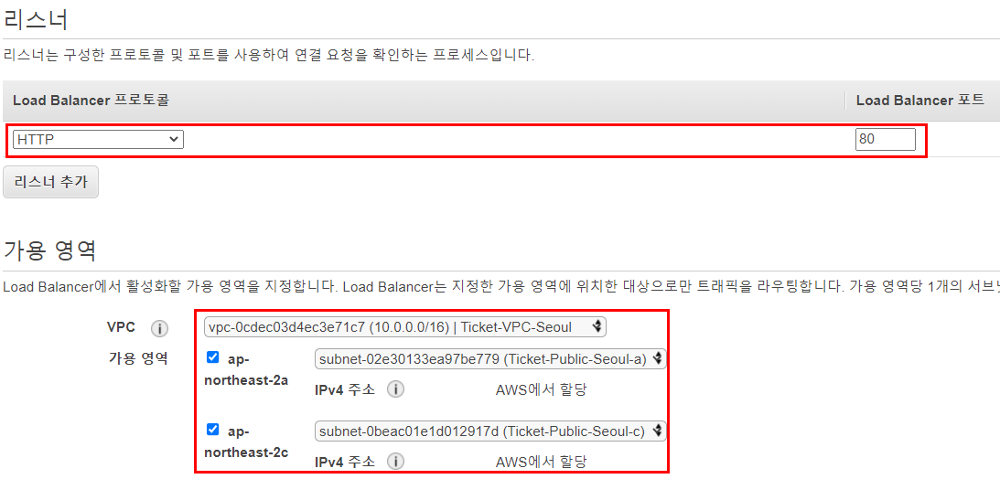 리스너
리스너는 구성한 프로토콜 및 포트를 사용하여 연결 요청을 확인하는 프로세스입니다.
Load Balancer 프로토콜 Load Balancer 포트
HTTP 80
리스너 추가
가용 영역
Load Balancer에서 활성화할 가용 영역을 지정합니다. Load Balancer는 지정한 가용 영역에 위치한 대상으로만 트래픽을 라우팅합니다. 가용 영역당 1개의 서브넷
VPC i vpc-0cdec03d4ec3e71c7 (10.0.0.0/16) | Ticket-VPC-Seoul
가용 영역 ap-northeast-2a subnet-02e30133ea97be779 (Ticket-Public-Seoul-a)
IPv4 주소 i AWS에서 할당
ap-northeast-2c subnet-0beac01e1d012917d (Ticket-Public-Seoul-c)
IPv4 주소 i AWS에서 할당